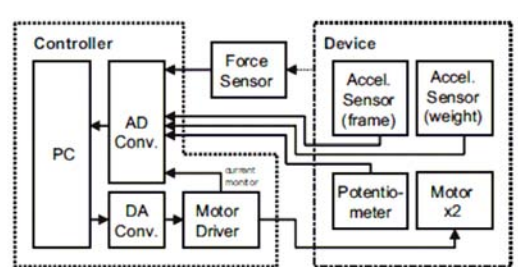 Controller
Force
Sensor
Device
Accel.
Sensor
(frame)
Accel.
Sensor
(weight)
PC
AD
Conv.
current
monitor
DA
Conv.
Motor
Driver
Potentio-
meter
Motor
x2